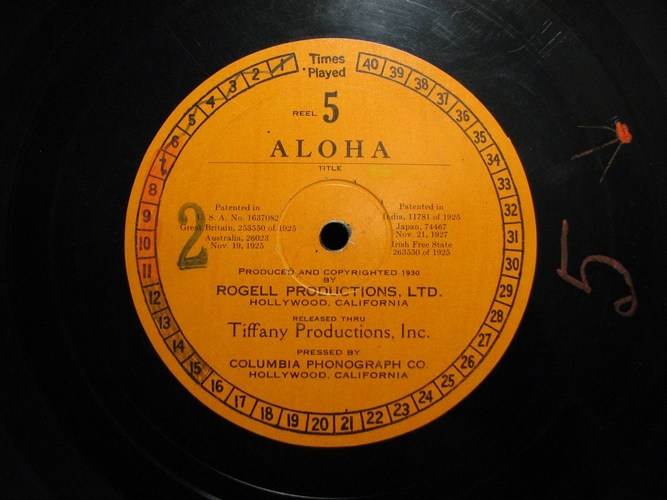 Times
Played
1 2 3 4 5 6 7 8 9 10 11 12 13 14 15 16 17 18 19 20 21 22 23 24 25 26 27 28 29 30 31 32 33 34 35 36 37 38 39 40
REEL 5
ALOHA
TITLE
2
Patented in
U. S. A. No. 1637082
Great Britain, 253550 of 1925
Australia, 26023
Nov. 19, 1925
Patented in
India, 11781 of 1925
Japan, 74467
Nov. 21, 1927
Irish Free State
263550 of 1925
PRODUCED AND COPYRIGHTED 1930
BY
ROGELL PRODUCTIONS, LTD.
HOLLYWOOD, CALIFORNIA
RELEASED THRU
Tiffany Productions, Inc.
PRESSED BY
COLUMBIA PHONOGRAPH CO.
HOLLYWOOD, CALIFORNIA
5